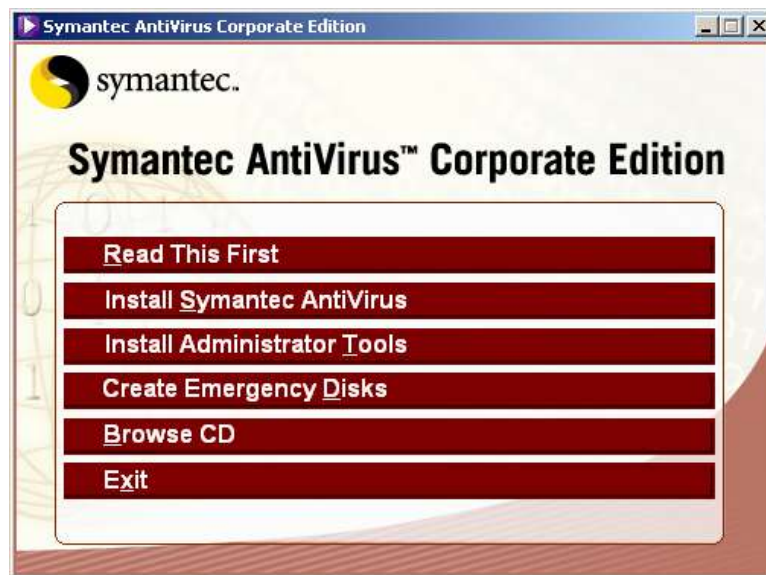 Symantec AntiVirus Corporate Edition
symantec.
Symantec AntiVirus™ Corporate Edition
Read This First
Install Symantec AntiVirus
Install Administrator Tools
Create Emergency Disks
Browse CD
Exit